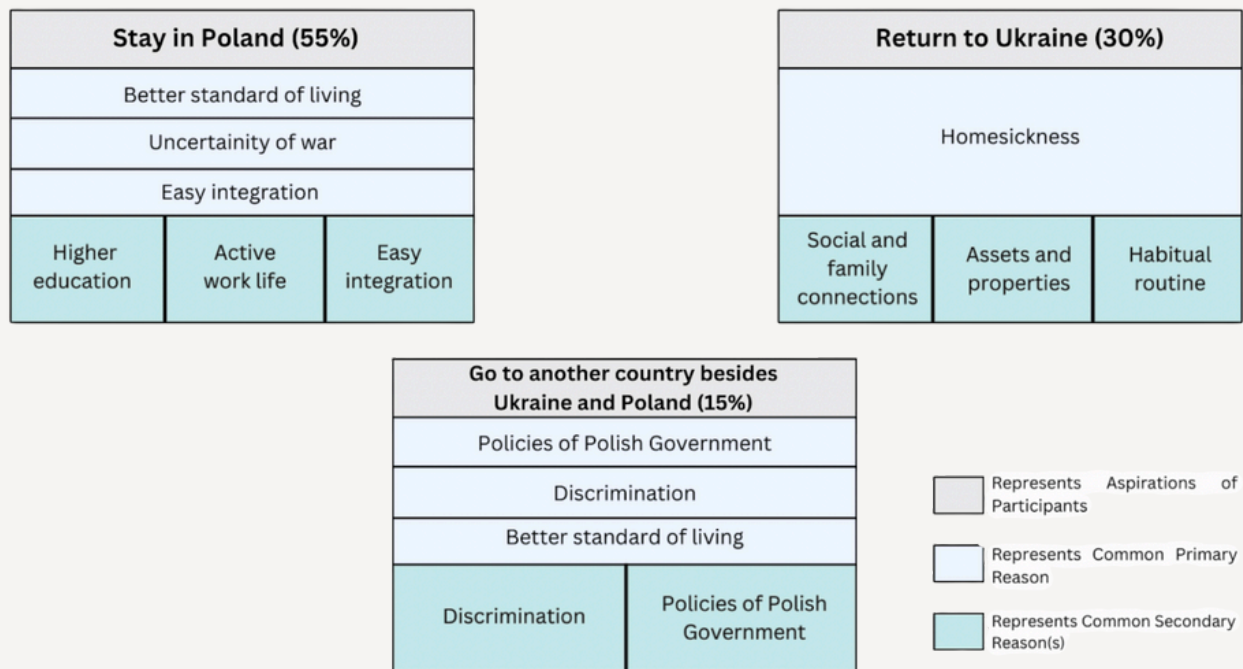 Stay in Poland (55%)
Better standard of living
Uncertainity of war
Easy integration
Higher
education
Active
work life
Easy
integration
Return to Ukraine (30%)
Homesickness
Social and
family
connections
Assets and
properties
Habitual
routine
Go to another country besides
Ukraine and Poland (15%)
Policies of Polish Government
Discrimination
Better standard of living
Discrimination
Policies of Polish
Government
Represents Aspirations of
Participants
Represents Common Primary
Reason
Represents Common Secondary
Reason(s)